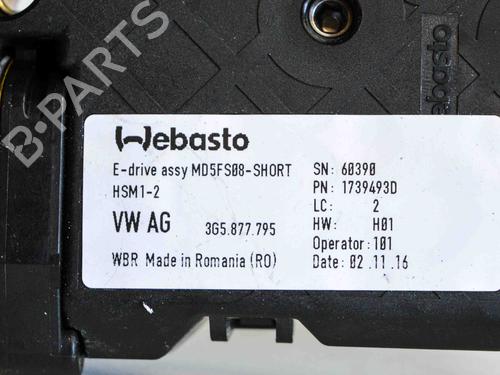 B-PARTS
Webasto
Webasto
E-drive assy MD5FS08-SHORT
HSM1-2
VW AG 3G5.877.795
WBR Made in Romania (RO)
SN: 60390
PN: 1739493D
LC: 2
HW: H01
Operator: 101
Date: 02 .11 .16